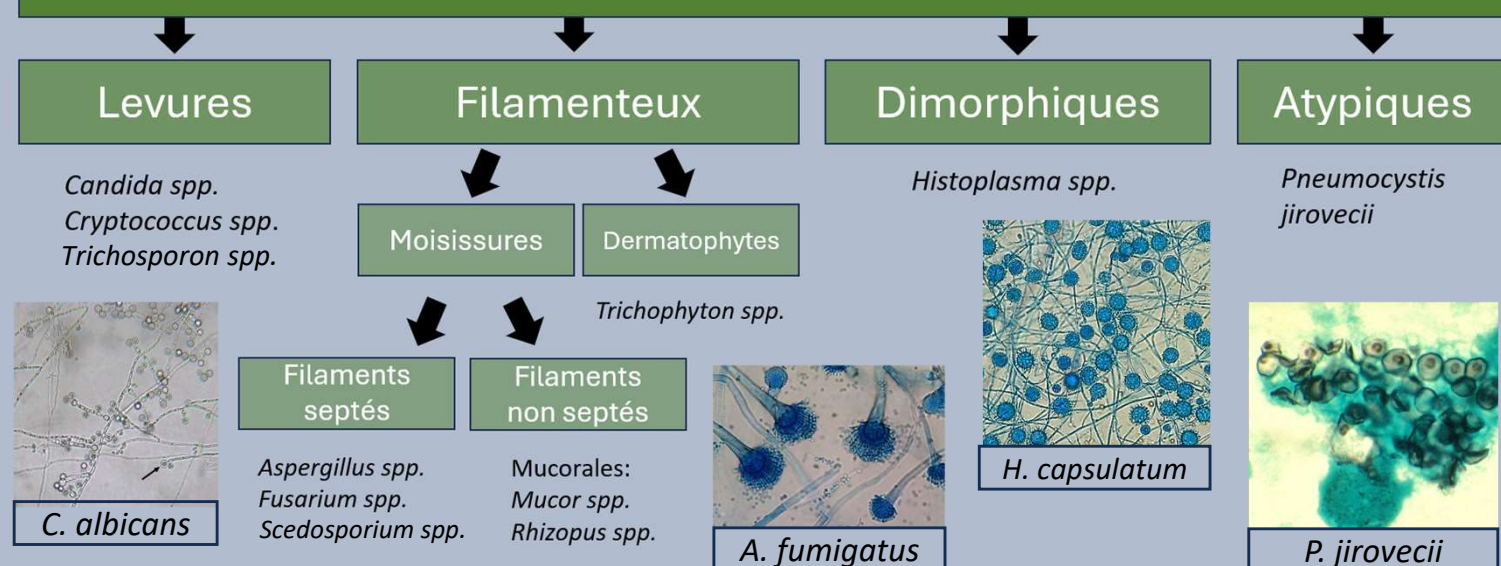 Levures
Filamenteux
Dimorphiques
Atypiques
Candida spp.
Cryptococcus spp.
Trichosporon spp.
Moisissures
Dermatophytes
Histoplasma spp.
Pneumocystis
jirovecii
Trichophyton spp.
Filaments
septés
Filaments
non septés
Aspergillus spp.
Fusarium spp.
Scedosporium spp.
Mucorales:
Mucor spp.
Rhizopus spp.
C. albicans
A. fumigatus
H. capsulatum
P. jirovecii